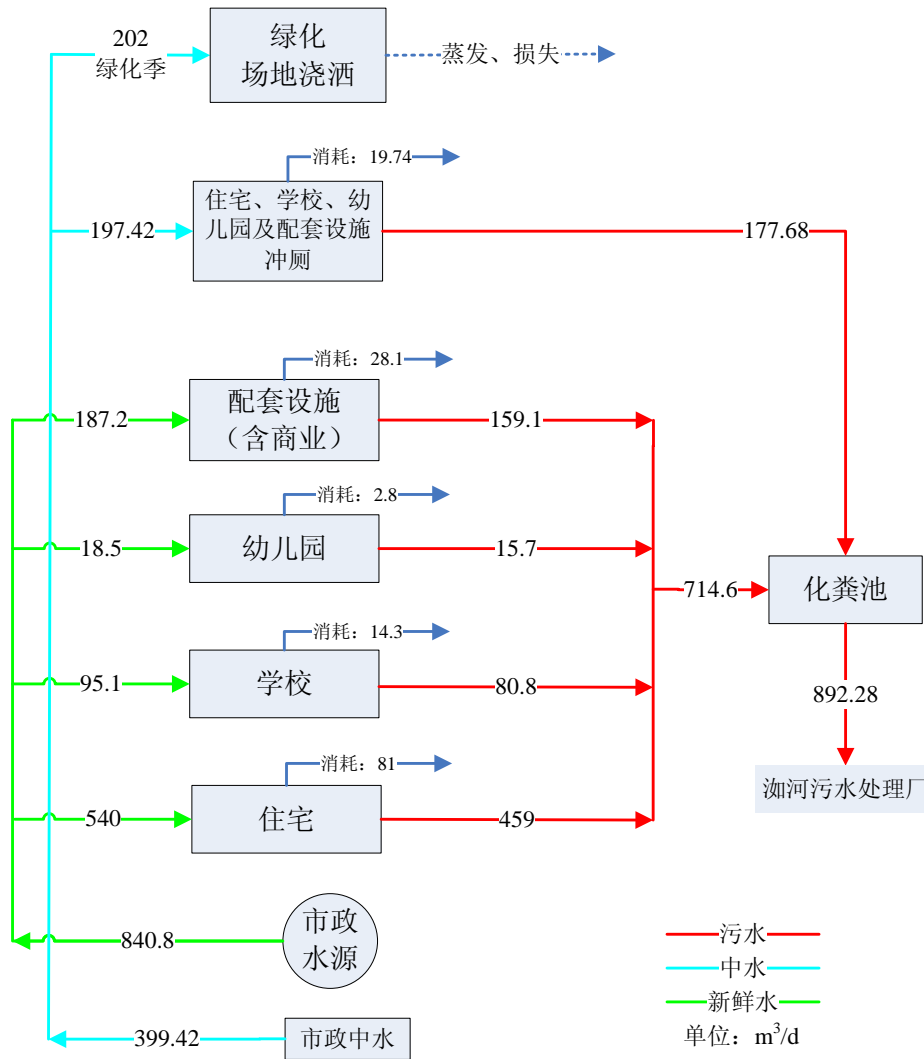 202
绿化季
绿化
场地浇洒
蒸发、损失
消耗：19.74
197.42
住宅、学校、幼
儿园及配套设施
冲厕
177.68
消耗：28.1
187.2
配套设施
（含商业）
159.1
消耗：2.8
18.5
幼儿园
15.7
714.6
化粪池
消耗：14.3
95.1
学校
80.8
892.28
消耗：81
540
住宅
459
洳河污水处理厂
840.8
市政
水源
污水
中水
新鲜水
399.42
市政中水
单位：m³/d